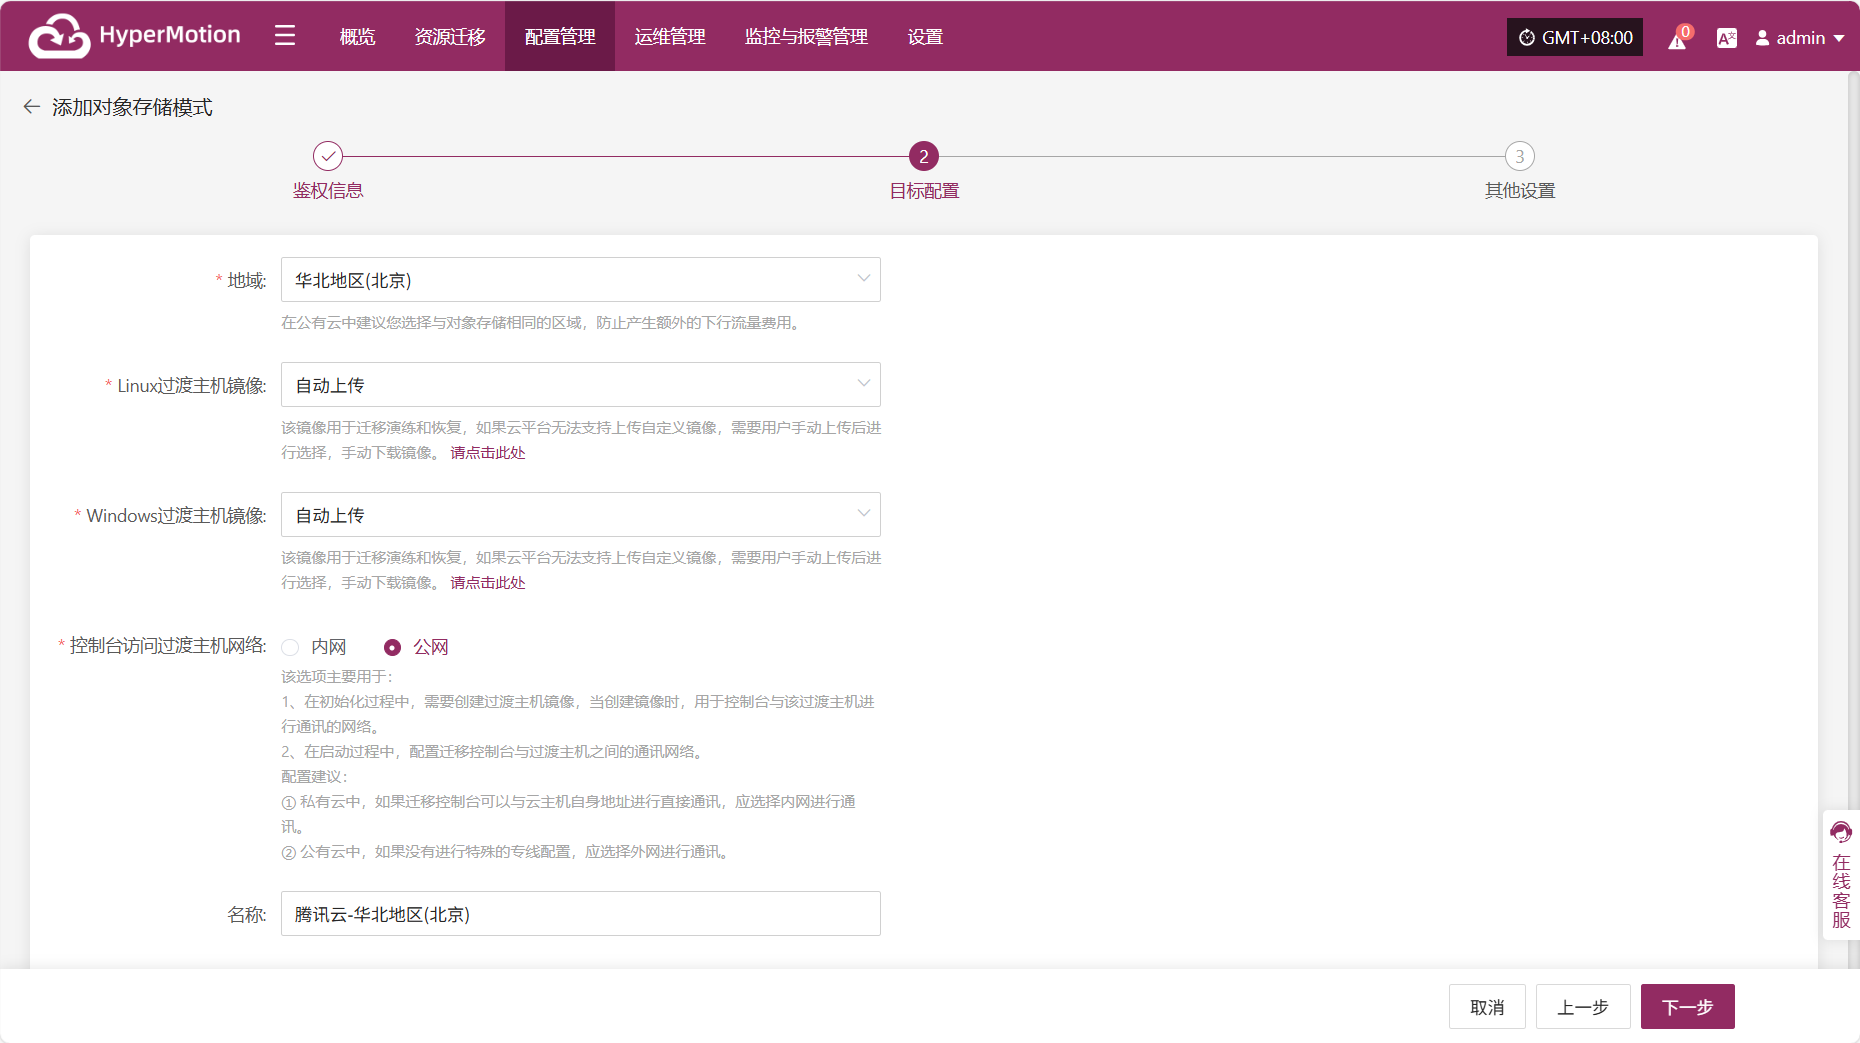 HyperMotion
概览
资源迁移
配置管理
运维管理
监控与报警管理
设置
GMT+08:00
0
admin
添加对象存储模式
2
3
鉴权信息
目标配置
其他设置
* 地域:
华北地区(北京)
在公有云中建议您选择与对象存储相同的区域，防止产生额外的下行流量费用。
* Linux过渡主机镜像:
自动上传
该镜像用于迁移演练和恢复，如果云平台无法支持上传自定义镜像，需要用户手动上传后进
行选择，手动下载镜像。 请点击此处
* Windows过渡主机镜像:
自动上传
该镜像用于迁移演练和恢复，如果云平台无法支持上传自定义镜像，需要用户手动上传后进
行选择，手动下载镜像。 请点击此处
* 控制台访问过渡主机网络:
内网
公网
该选项主要用于：
1、在初始化过程中，需要创建过渡主机镜像，当创建镜像时，用于控制台与该过渡主机进
行通讯的网络。
2、在启动过程中，配置迁移控制台与过渡主机之间的通讯网络。
配置建议：
① 私有云中，如果迁移控制台可以与云主机自身地址进行直接通讯，应选择内网进行通
讯。
② 公有云中，如果没有进行特殊的专线配置，应选择外网进行通讯。
名称:
腾讯云-华北地区(北京)
在线客服
取消
上一步
下一步